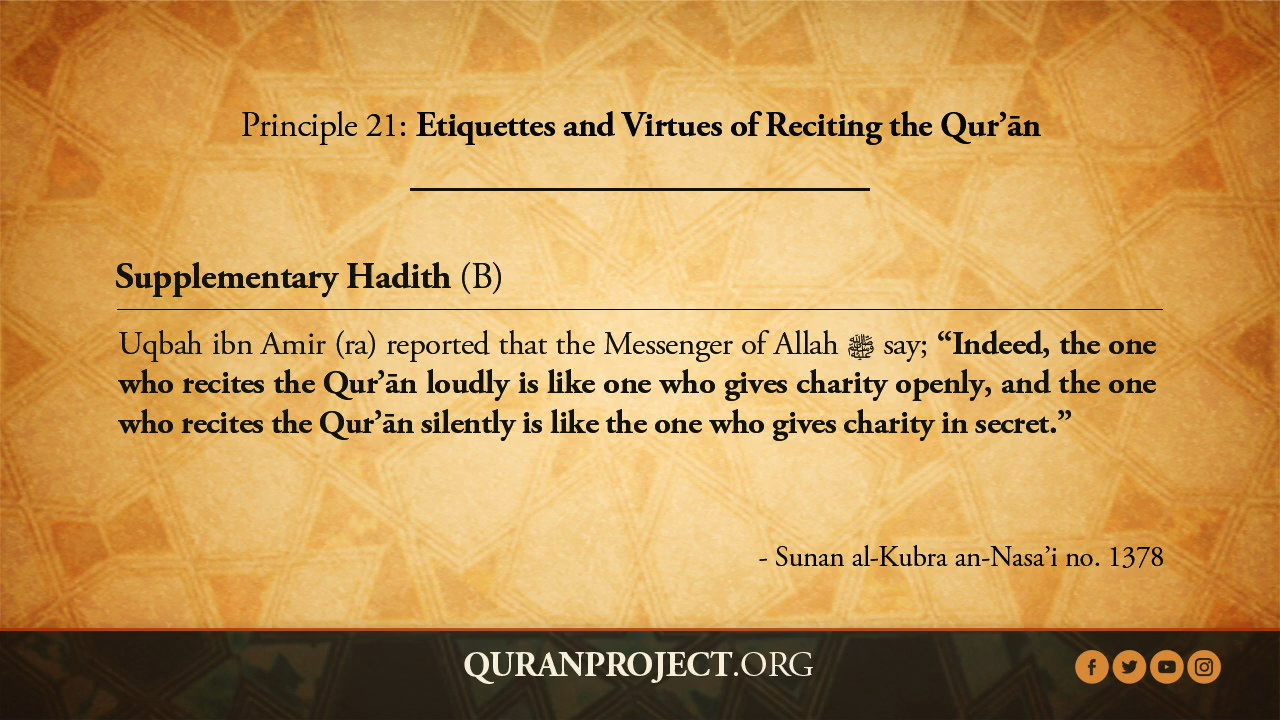 Principle 21: Etiquettes and Virtues of Reciting the Qur’ān
Supplementary Hadith (B)
Uqbah ibn Amir (ra) reported that the Messenger of Allah ﷺ say; “Indeed, the one
who recites the Qur’ān loudly is like one who gives charity openly, and the one
who recites the Qur’ān silently is like the one who gives charity in secret.”
- Sunan al-Kubra an-Nasa’i no. 1378
QURANPROJECT.ORG